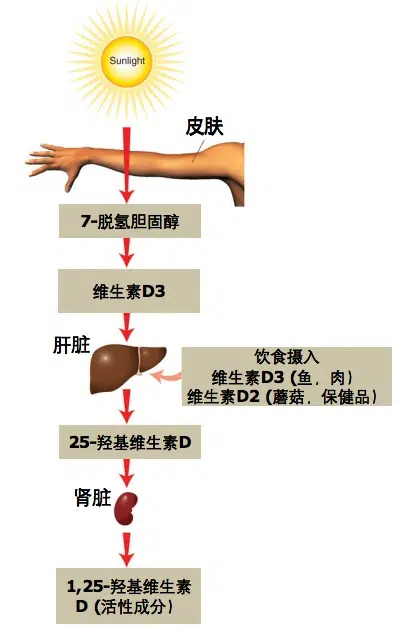 Sunlight
皮肤
7-脱氢胆固醇
维生素D3
肝脏
饮食摄入
维生素D3 (鱼，肉）
维生素D2 (蘑菇，保健品）
25-羟基维生素D
肾脏
1,25-羟基维生素
D (活性成分）